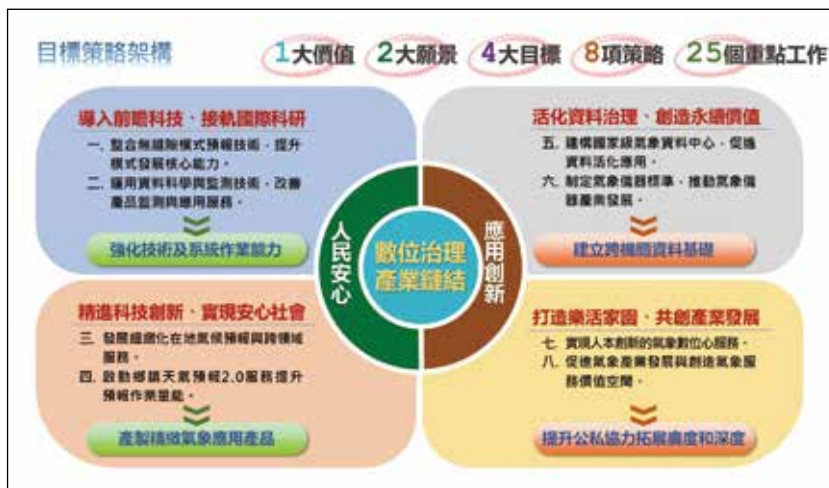 目標策略架構
1大價值 2大願景 4大目標 8項策略 25個重點工作
導入前瞻科技、接軌國際科研
一. 整合無縫隙模式預報技術，提升
模式發展核心能力。
二. 運用資料科學與監測技術，改善
產品監測與應用服務。
強化技術及系統作業能力
活化資料治理、創造永續價值
五. 建構國家級氣象資料中心，促進
資料活化應用。
六. 制定氣象儀器標準，推動氣象儀
器產業發展。
建立跨機關資料基礎
人民安心
數位治理
產業鏈結
應用創新
精進科技創新、實現安心社會
三. 發展細緻化在地氣候預報與跨領域
服務。
四. 啟動鄉鎮天氣預報2.0服務提升
預報作業量能。
產製精緻氣象應用產品
打造樂活家園、共創產業發展
七. 實現人本創新的氣象數位心服務。
八. 促進氣象產業發展與創造氣象服
務價值空間。
提升公私協力拓展廣度和深度